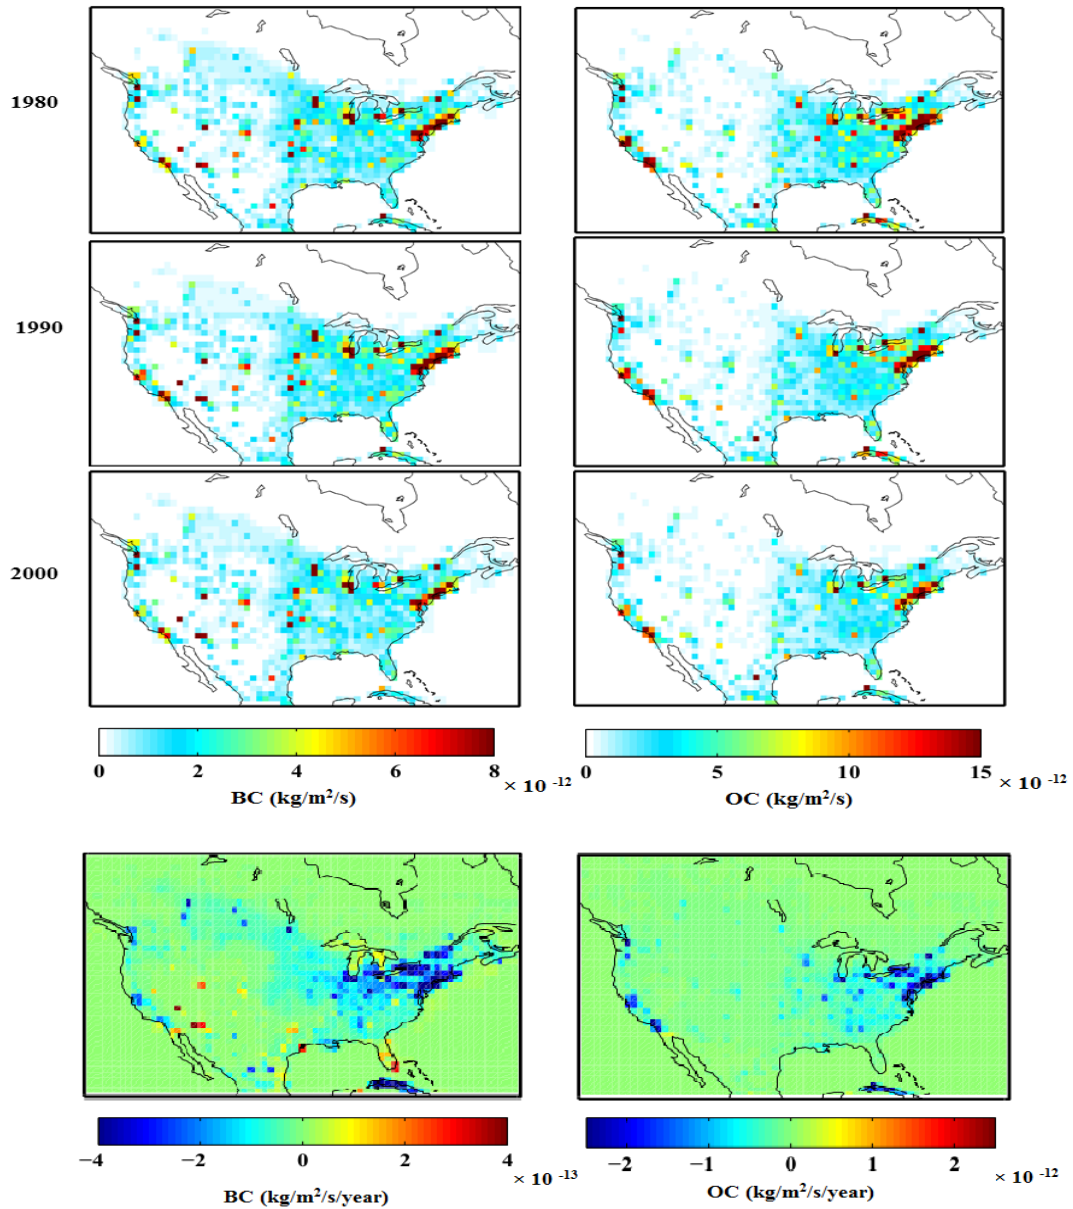 1980
1990
2000
0 2 4 6 8 × 10 -12
BC (kg/m²/s)
0 5 10 15 × 10 -12
OC (kg/m²/s)
−4 −2 0 2 4 × 10 -13
BC (kg/m²/s/year)
−2 −1 0 1 2 × 10 -12
OC (kg/m²/s/year)